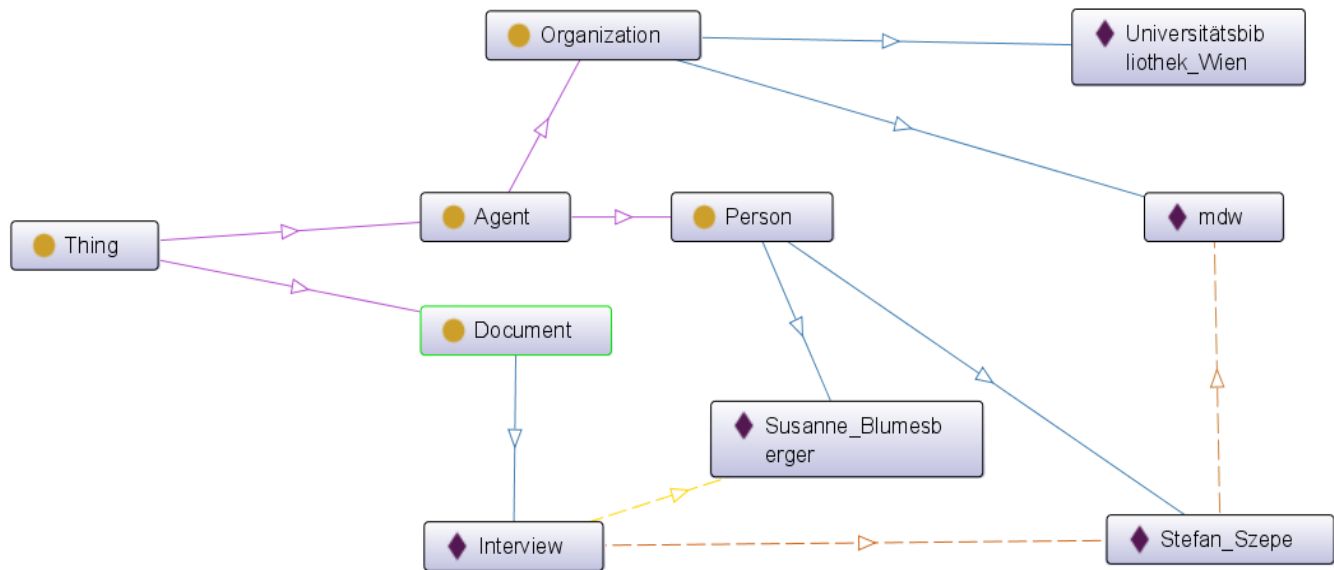 Organization
Universitätsbib
liothek_Wien
Agent
Person
mdw
Thing
Document
Susanne_Blumesb
erger
Interview
Stefan_Szepe